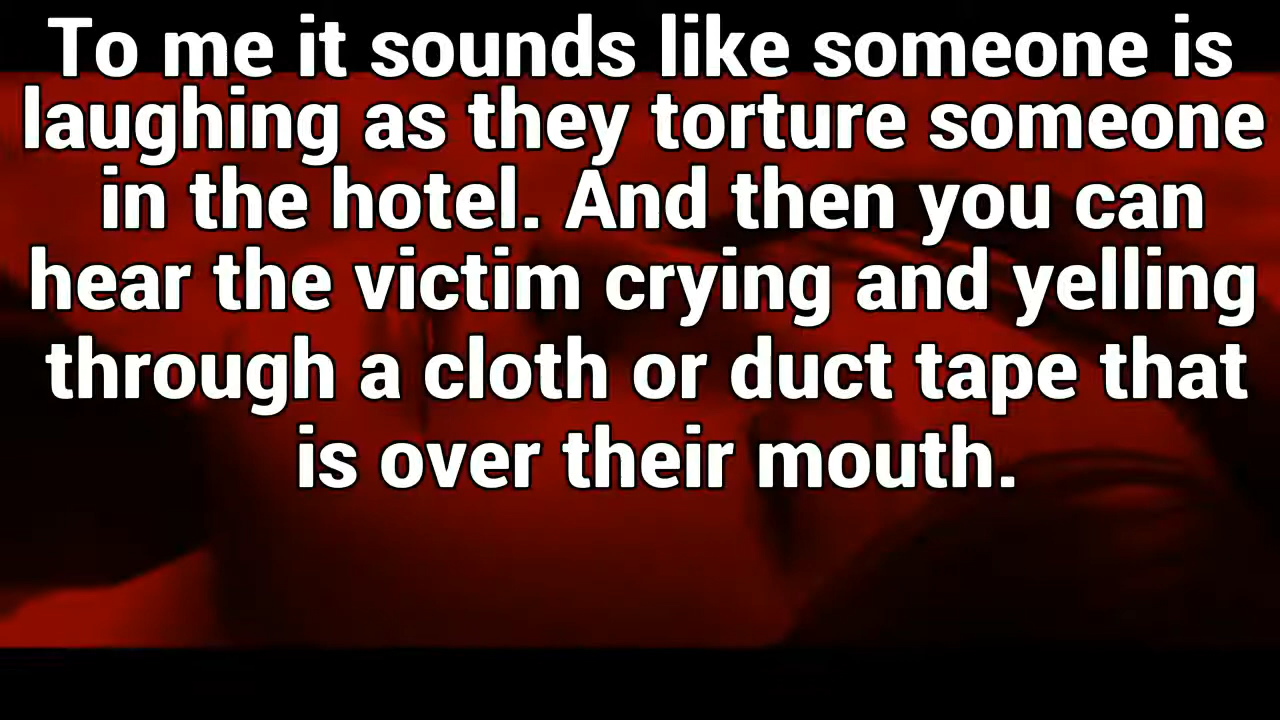 To me it sounds like someone is
laughing as they torture someone
in the hotel. And then you can
hear the victim crying and yelling
through a cloth or duct tape that
is over their mouth.